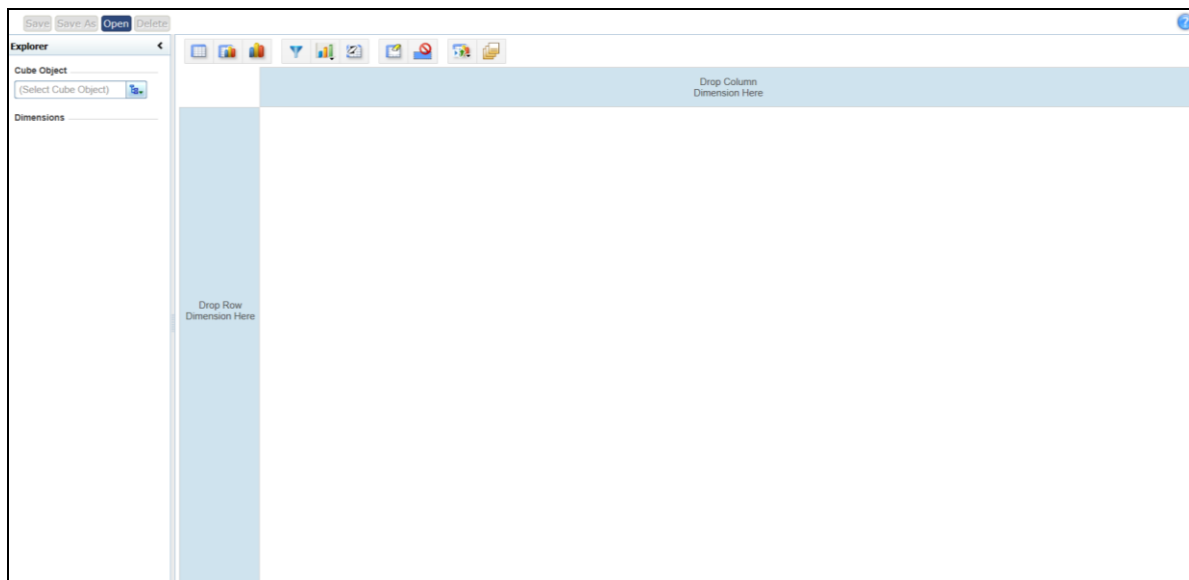 Save Save As Open Delete
?
Explorer
Cube Object
(Select Cube Object)
Dimensions
Drop Column
Dimension Here
Drop Row
Dimension Here